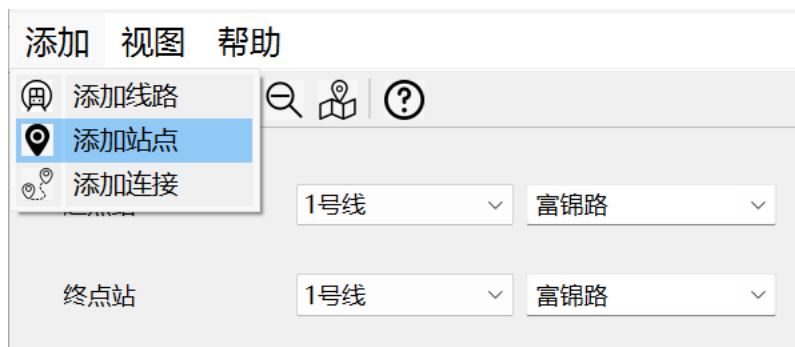 添加 视图 帮助
添加线路
添加站点
添加连接
1号线 富锦路
终点站 1号线 富锦路